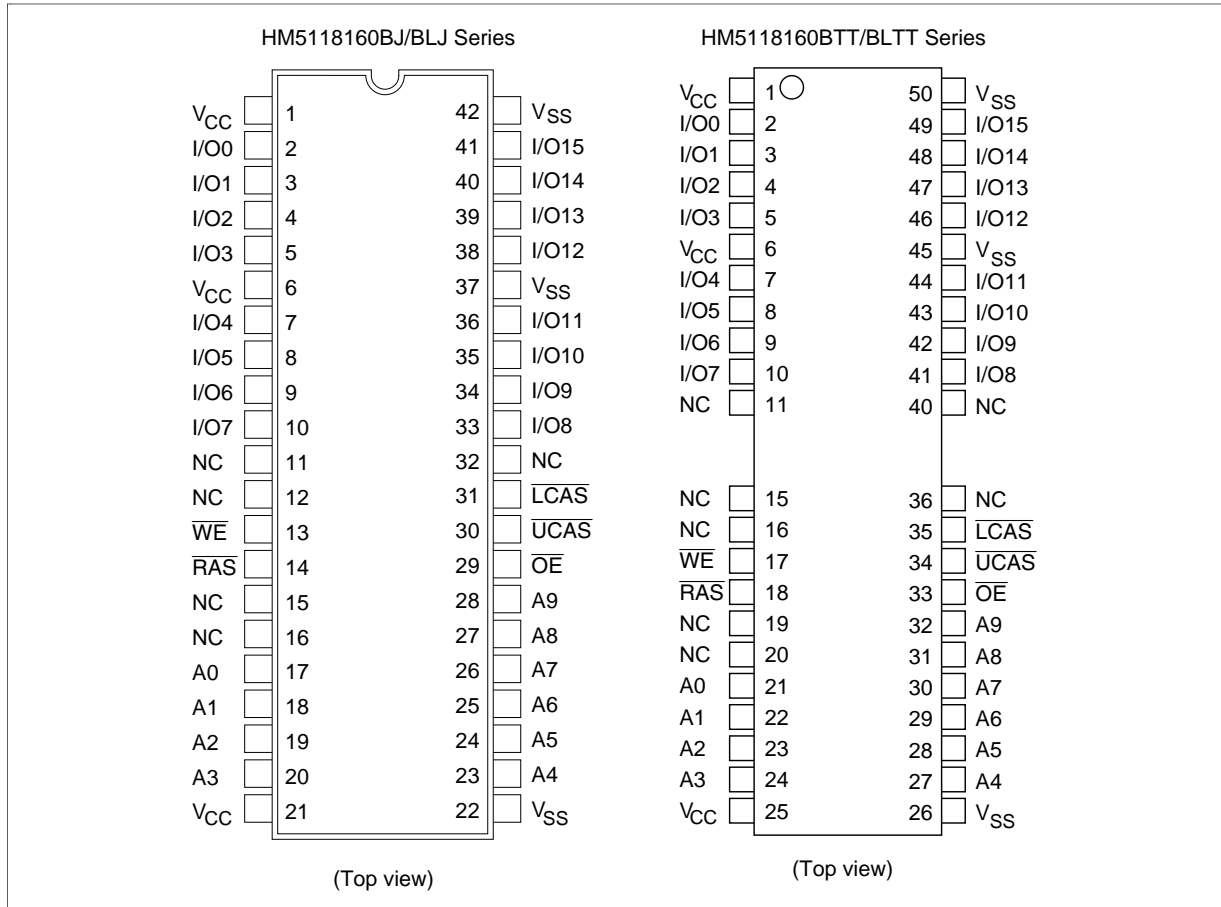 HM5118160BJ/BLJ Series
VCC 1 42 VSS
I/O0 2 41 I/O15
I/O1 3 40 I/O14
I/O2 4 39 I/O13
I/O3 5 38 I/O12
VCC 6 37 VSS
I/O4 7 36 I/O11
I/O5 8 35 I/O10
I/O6 9 34 I/O9
I/O7 10 33 I/O8
NC 11 32 NC
NC 12 31 LCAS
WE 13 30 UCAS
RAS 14 29 OE
NC 15 28 A9
NC 16 27 A8
A0 17 26 A7
A1 18 25 A6
A2 19 24 A5
A3 20 23 A4
VCC 21 22 VSS
(Top view)
HM5118160BTT/BLTT Series
VCC 1 50 VSS
I/O0 2 49 I/O15
I/O1 3 48 I/O14
I/O2 4 47 I/O13
I/O3 5 46 I/O12
VCC 6 45 VSS
I/O4 7 44 I/O11
I/O5 8 43 I/O10
I/O6 9 42 I/O9
I/O7 10 41 I/O8
NC 11 40 NC
NC 15 36 NC
NC 16 35 LCAS
WE 17 34 UCAS
RAS 18 33 OE
NC 19 32 A9
NC 20 31 A8
A0 21 30 A7
A1 22 29 A6
A2 23 28 A5
A3 24 27 A4
VCC 25 26 VSS
(Top view)